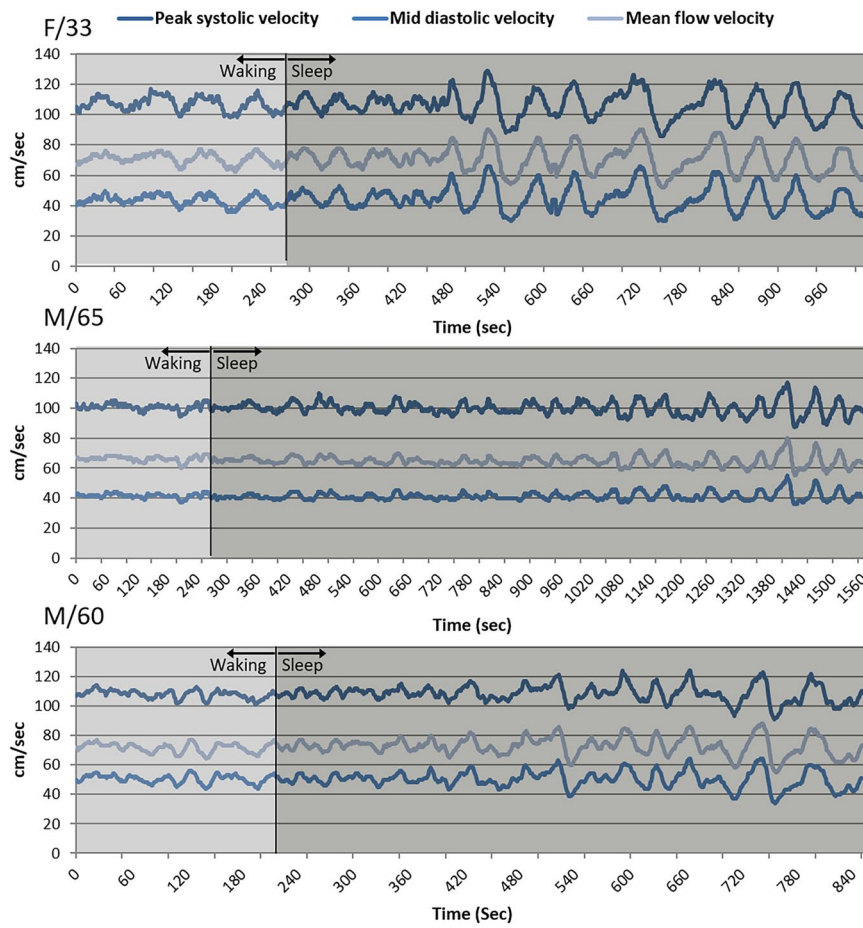 Peak systolic velocity Mid diastolic velocity Mean flow velocity
F/33
Waking Sleep
cm/sec
140
120
100
80
60
40
20
0
0 60 120 180 240 300 360 420 480 540 600 660 720 780 840 900 960
Time (sec)
M/65
Waking Sleep
cm/sec
140
120
100
80
60
40
20
0
0 60 120 180 240 300 360 420 480 540 600 660 720 780 840 900 960 1020 1080 1140 1200 1260 1320 1380 1440 1500 1560
Time (sec)
M/60
Waking Sleep
cm/sec
140
120
100
80
60
40
20
0
0 60 120 180 240 300 360 420 480 540 600 660 720 780 840
Time (Sec)